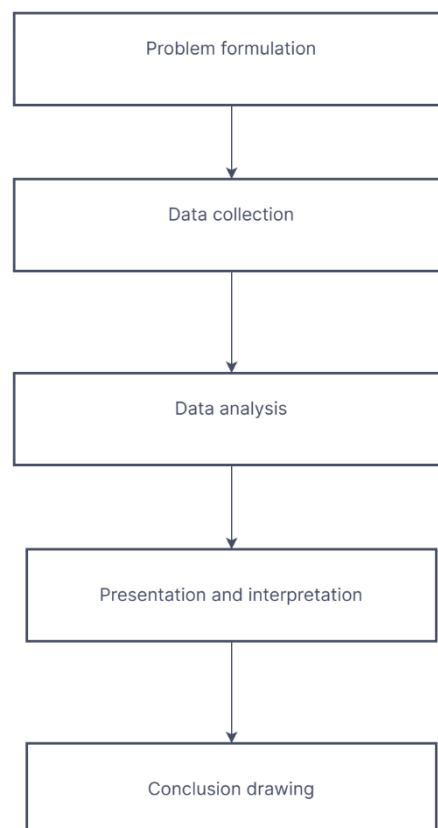 Problem formulation
Data collection
Data analysis
Presentation and interpretation
Conclusion drawing